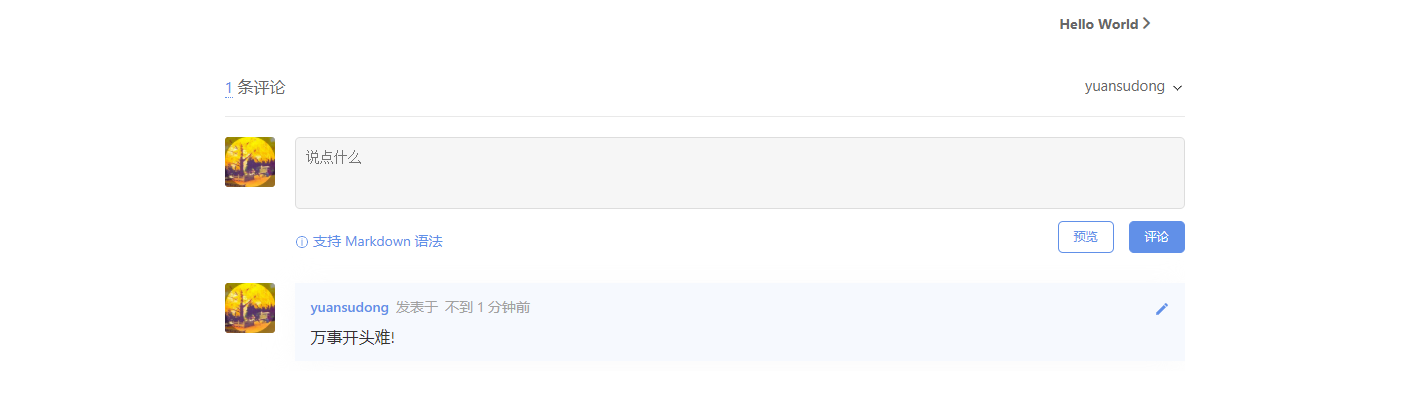 Hello World
1 条评论
yuansudong
说点什么
支持 Markdown 语法
预览
评论
yuansudong 发表于 不到 1 分钟前
万事开头难!